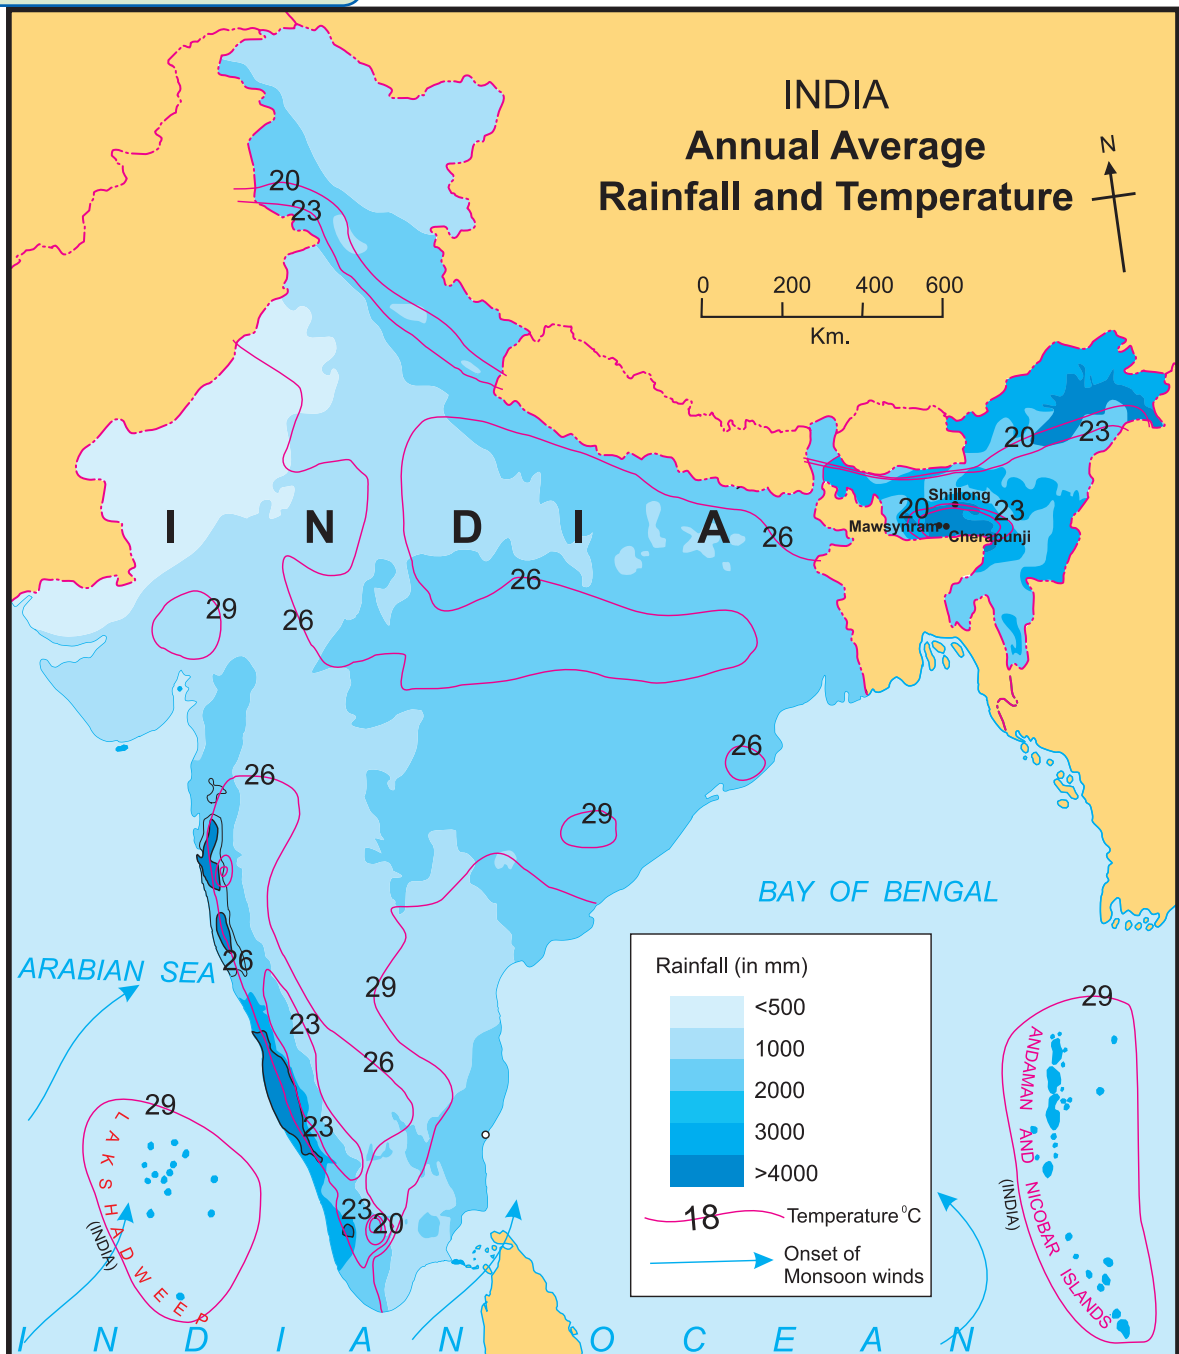 INDIA
Annual Average
Rainfall and Temperature
N
0 200 400 600
Km.
20
23
20
23
Shillong
20
23
Mawsynram
Cherapunji
I N D I A
26
26
29
26
26
26
29
BAY OF BENGAL
ARABIAN SEA
26
29
23
26
23
29
LAKSHADWEEP
(INDIA)
23
20
29
ANDAMAN AND NICOBAR ISLANDS
(INDIA)
Rainfall (in mm)
<500
1000
2000
3000
>4000
18 Temperature ⁰C
Onset of
Monsoon winds
I N D I A N O C E A N